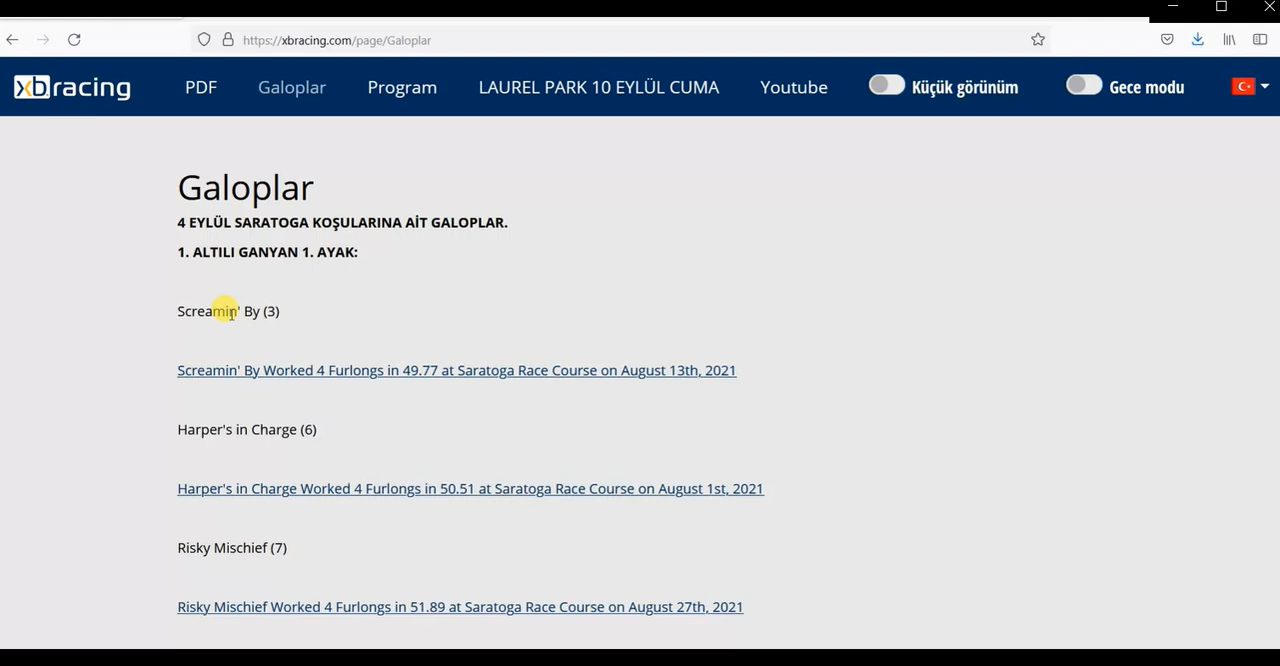 https://xbracing.com/page/Galoplar
xbracing PDF Galoplar Program LAUREL PARK 10 EYLÜL CUMA Youtube Küçük görünüm Gece modu
Galoplar
4 EYLÜL SARATOGA KOŞULARINA AİT GALOPLAR.
1. ALTILI GANYAN 1. AYAK:
Screamin' By (3)
Screamin' By Worked 4 Furlongs in 49.77 at Saratoga Race Course on August 13th, 2021
Harper's in Charge (6)
Harper's in Charge Worked 4 Furlongs in 50.51 at Saratoga Race Course on August 1st, 2021
Risky Mischief (7)
Risky Mischief Worked 4 Furlongs in 51.89 at Saratoga Race Course on August 27th, 2021